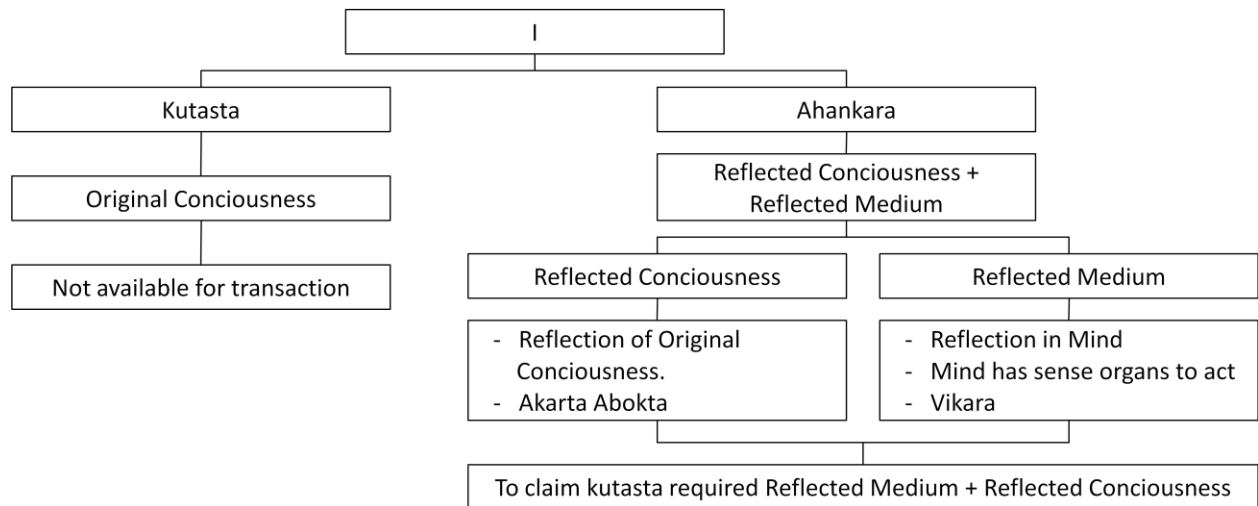 I
Kutasta
Ahankara
Original Conciousness
Reflected Conciousness +
Reflected Medium
Not available for transaction
Reflected Conciousness
Reflected Medium
- Reflection of Original
Conciousness.
- Akarta Abokta
- Reflection in Mind
- Mind has sense organs to act
- Vikara
To claim kutasta required Reflected Medium + Reflected Conciousness